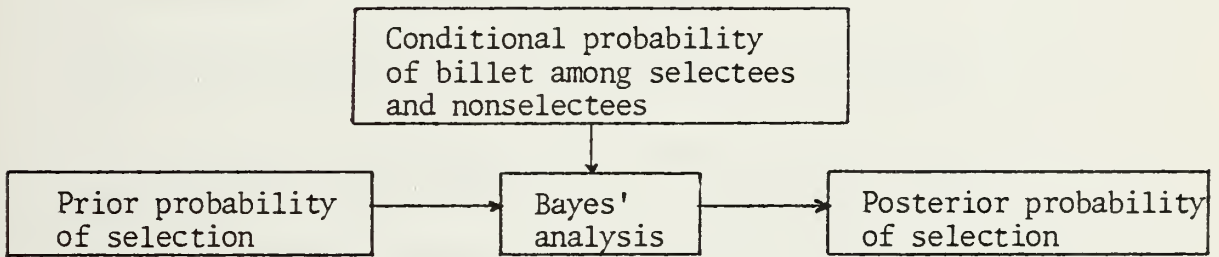 Conditional probability
of billet among selectees
and nonselectees
Prior probability
of selection
Bayes'
analysis
Posterior probability
of selection